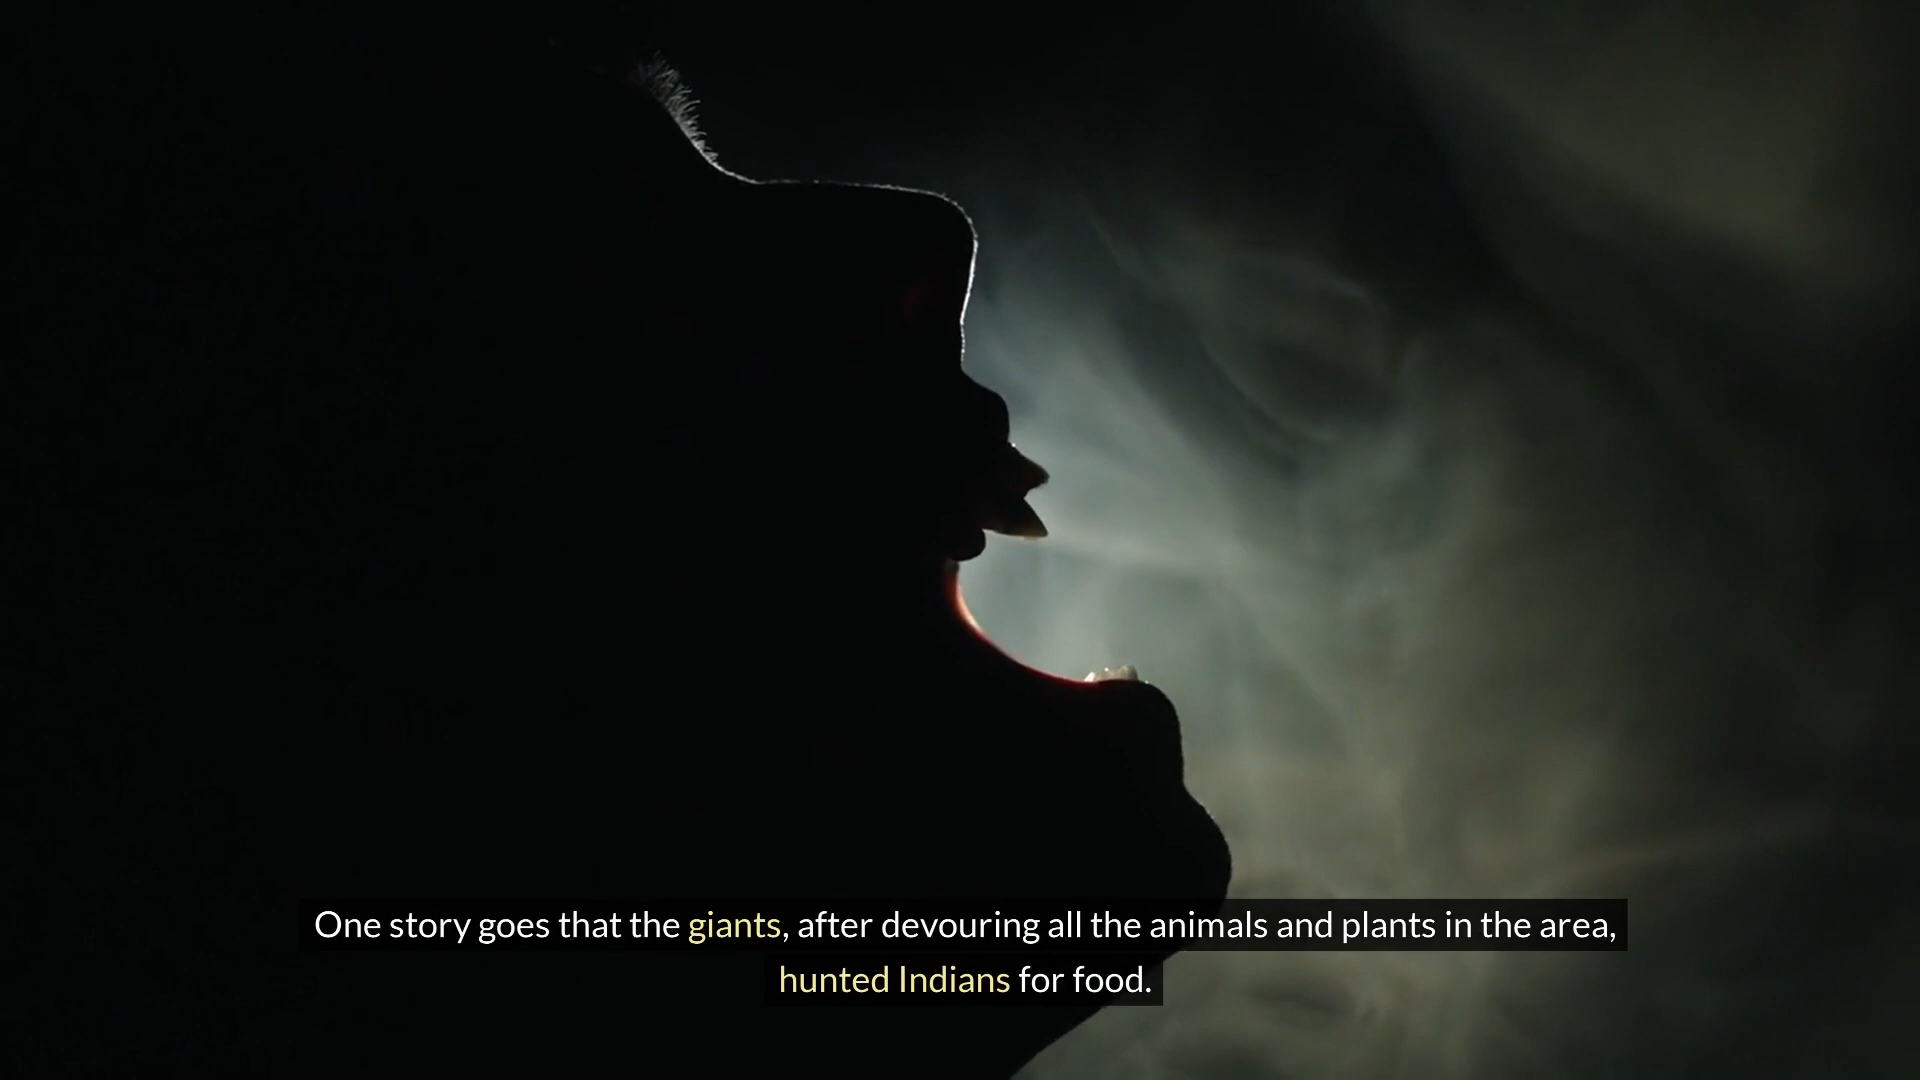 One story goes that the giants, after devouring all the animals and plants in the area,
hunted Indians for food.